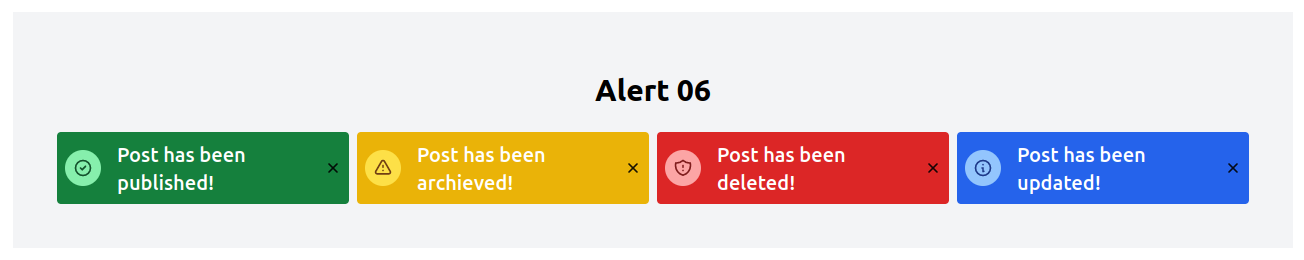 Alert 06
Post has been
published!
Post has been
archieved!
Post has been
deleted!
Post has been
updated!